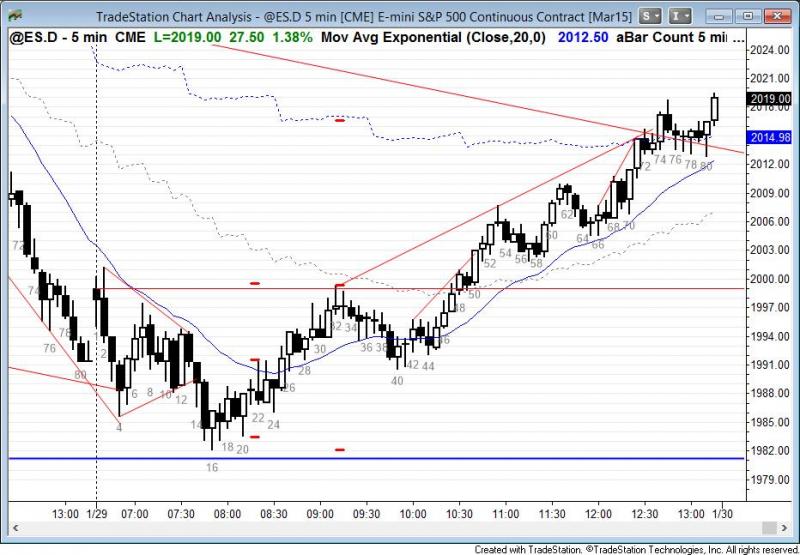 TradeStation Chart Analysis - @ES.D 5 min [CME] E-mini S&P 500 Continuous Contract [Mar15]
S
I
@ES.D - 5 min CME L=2019.00 27.50 1.38% Mov Avg Exponential (Close,20,0) 2012.50 aBar Count 5 min ...
2024.00
2021.00
2019.00
2018.00
2014.98
2012.00
2009.00
2006.00
2003.00
2000.00
1997.00
1994.00
1991.00
1988.00
1985.00
1982.00
1979.00
72 74 76 78 80
2 4 6 8 10 12 14 16 18 20 22 24 26 28 30 32 34 36 38 40 42 44 48 50 52 54 56 58 60 62 64 66 68 70 72 74 76 78 80
13:00 1/29 07:00 07:30 08:00 08:30 09:00 09:30 10:00 10:30 11:00 11:30 12:00 12:30 13:00 1/30
Created with TradeStation. ©TradeStation Technologies, Inc. All rights reserved.